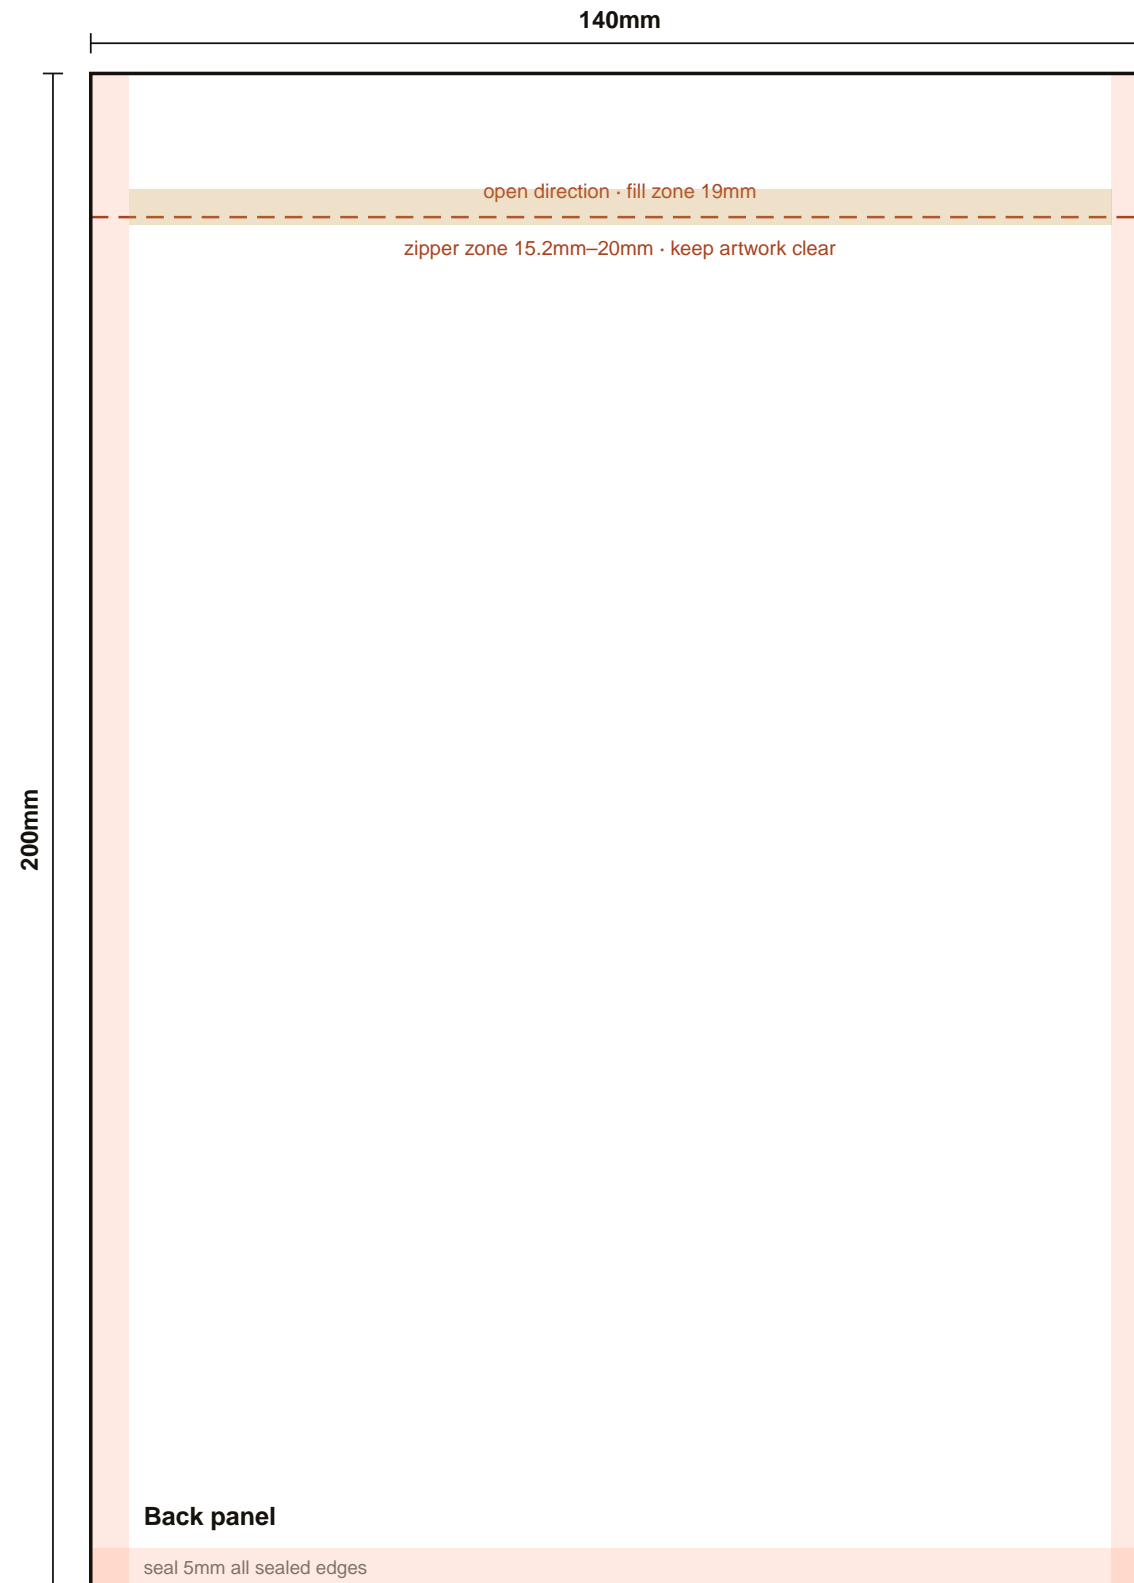 140mm
open direction · fill zone 19mm
zipper zone 15.2mm–20mm · keep artwork clear
200mm
Back panel
seal 5mm all sealed edges